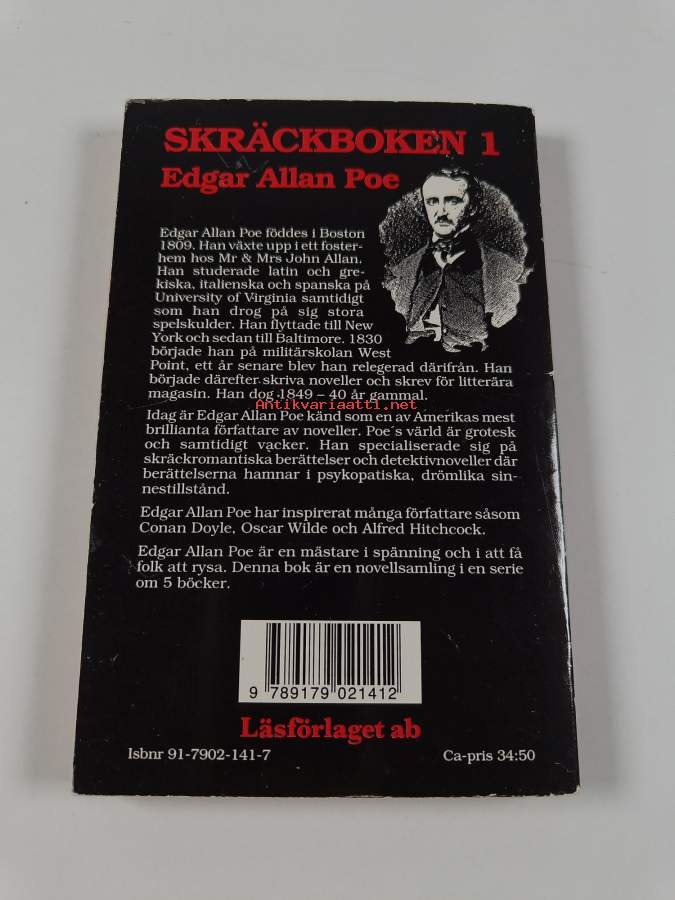 SKRÄCKBOKEN 1
Edgar Allan Poe
Edgar Allan Poe föddes i Boston
1809. Han växte upp i ett foster-
hem hos Mr & Mrs John Allan.
Han studerade latin och gre-
kiska, italienska och spanska på
University of Virginia samtidigt
som han drog på sig stora
spelskulder. Han flyttade till New
York och sedan till Baltimore. 1830
började han på militärskolan West
Point, ett år senare blev han relegerad därifrån. Han
började därefter skriva noveller och skrev för litterära
magasin. Han dog 1849 – 40 år gammal.
Antikvariaatti.net
Idag är Edgar Allan Poe känd som en av Amerikas mest
brillianta författare av noveller. Poe´s värld är grotesk
och samtidigt vacker. Han specialiserade sig på
skräckromantiska berättelser och detektivnoveller där
berättelserna hamnar i psykopatiska, drömlika sin-
nestillstånd.
Edgar Allan Poe har inspirerat många författare såsom
Conan Doyle, Oscar Wilde och Alfred Hitchcock.
Edgar Allan Poe är en mästare i spänning och i att få
folk att rysa. Denna bok är en novellsamling i en serie
om 5 böcker.
9 789179 021412
Läsförlaget ab
Isbnr 91-7902-141-7
Ca-pris 34:50